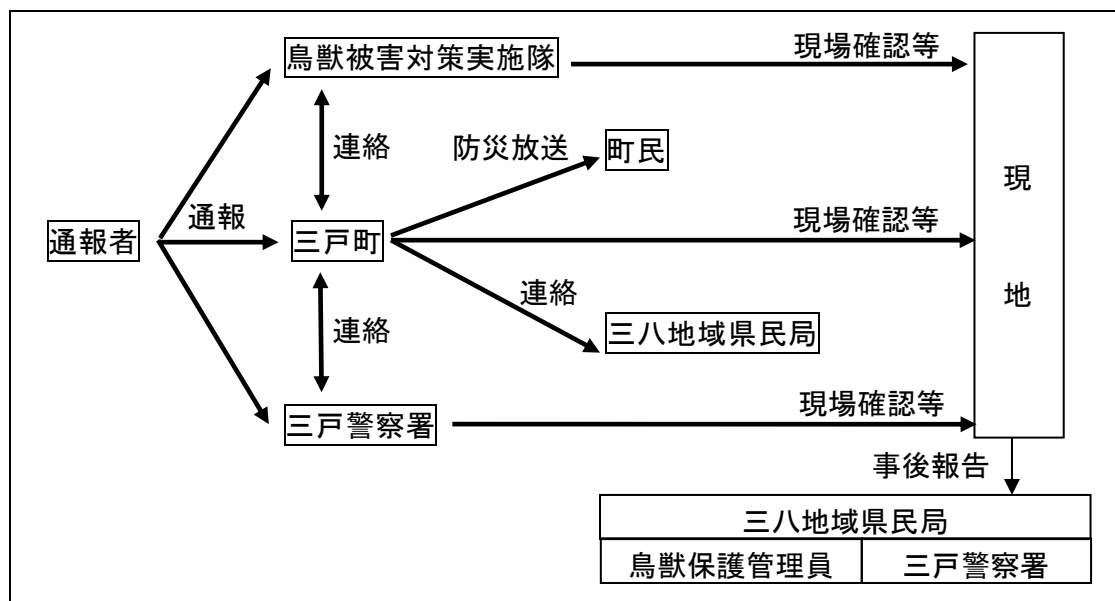 鳥獣被害対策実施隊
現場確認等
連絡
防災放送
町民
通報者
通報
三戸町
現場確認等
現地
連絡
連絡
三八地域県民局
三戸警察署
現場確認等
事後報告
三八地域県民局
鳥獣保護管理員
三戸警察署